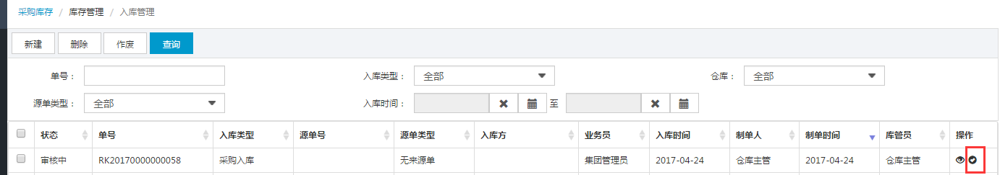 采购库存 / 库存管理 / 入库管理
新建 删除 作废 查询
单号： 入库类型： 全部 仓库： 全部
源单类型： 全部 入库时间： 至
状态 单号 入库类型 源单号 源单类型 入库方 业务员 入库时间 制单人 制单时间 库管员 操作
审核中 RK20170000000058 采购入库 无来源单 集团管理员 2017-04-24 仓库主管 2017-04-24 仓库主管